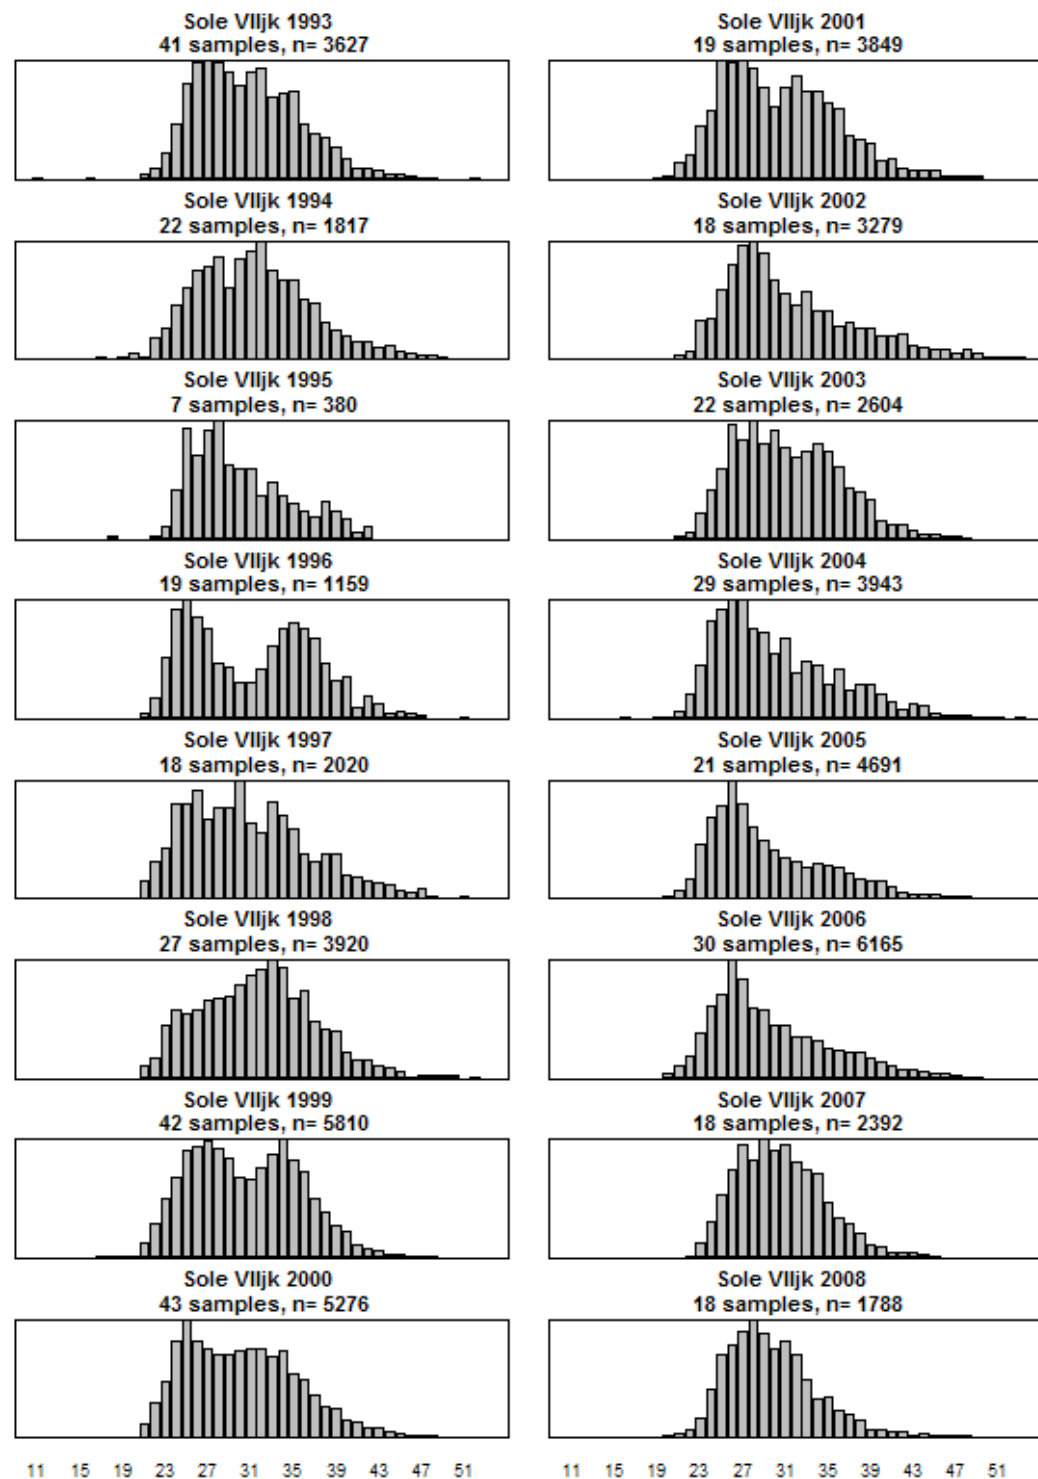 Sole VIIjk 1993
41 samples, n= 3627
Sole VIIjk 1994
22 samples, n= 1817
Sole VIIjk 1995
7 samples, n= 380
Sole VIIjk 1996
19 samples, n= 1159
Sole VIIjk 1997
18 samples, n= 2020
Sole VIIjk 1998
27 samples, n= 3920
Sole VIIjk 1999
42 samples, n= 5810
Sole VIIjk 2000
43 samples, n= 5276
11 15 19 23 27 31 35 39 43 47 51
Sole VIIjk 2001
19 samples, n= 3849
Sole VIIjk 2002
18 samples, n= 3279
Sole VIIjk 2003
22 samples, n= 2604
Sole VIIjk 2004
29 samples, n= 3943
Sole VIIjk 2005
21 samples, n= 4691
Sole VIIjk 2006
30 samples, n= 6165
Sole VIIjk 2007
18 samples, n= 2392
Sole VIIjk 2008
18 samples, n= 1788
11 15 19 23 27 31 35 39 43 47 51